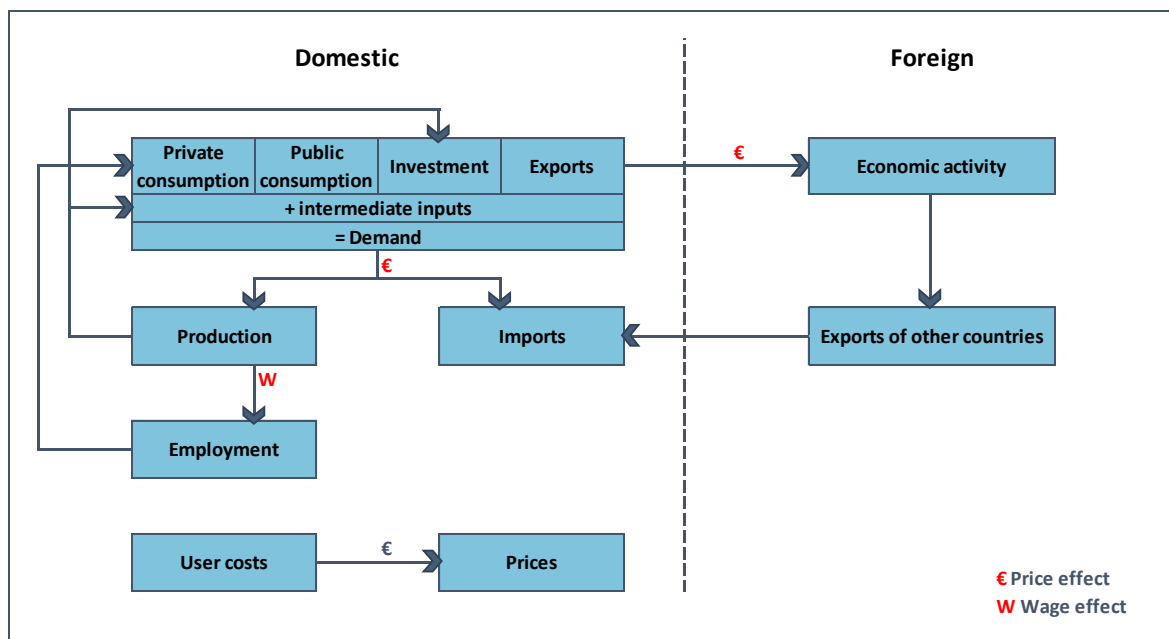 Domestic
Foreign
Private
consumption
Public
consumption
Investment
Exports
€
Economic activity
+ intermediate inputs
= Demand
€
Production
Imports
Exports of other countries
W
Employment
User costs
€
Prices
€ Price effect
W Wage effect